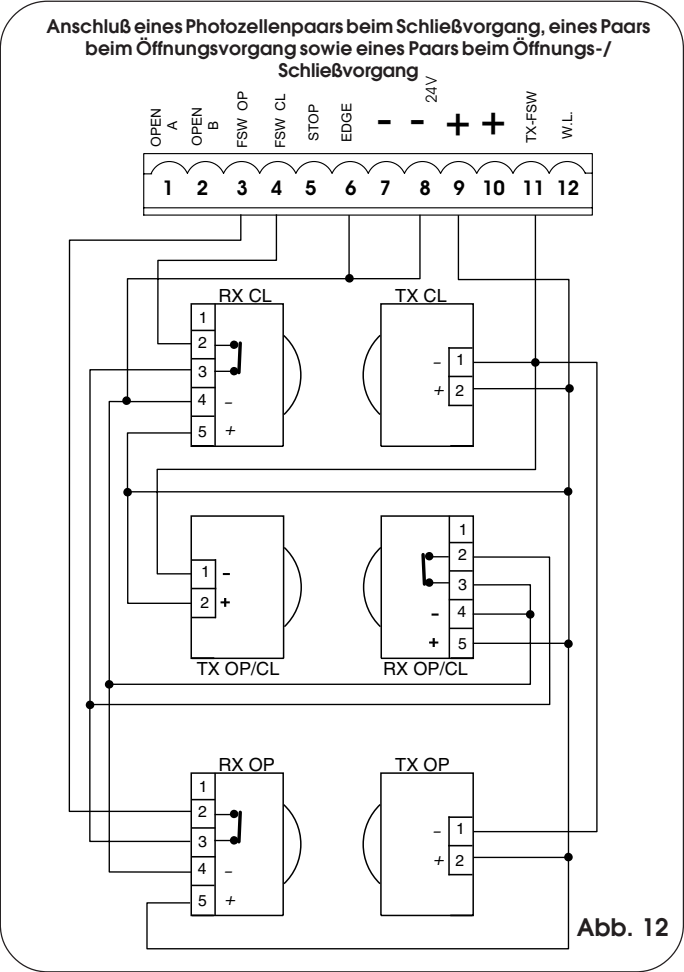 Anschluß eines Photozellenpaars beim Schließvorgang, eines Paars
beim Öffnungsvorgang sowie eines Paars beim Öffnungs-/
Schließvorgang
OPEN A
OPEN B
FSW OP
FSW CL
STOP
EDGE
-
-
24V
+
+
TX-FSW
W.L.
1 2 3 4 5 6 7 8 9 10 11 12
RX CL
1
2
3
4 -
5 +
TX CL
- 1
+ 2
1 -
2 +
TX OP/CL
1
2
3
- 4
+ 5
RX OP/CL
RX OP
1
2
3
4 -
5 +
TX OP
- 1
+ 2
Abb. 12